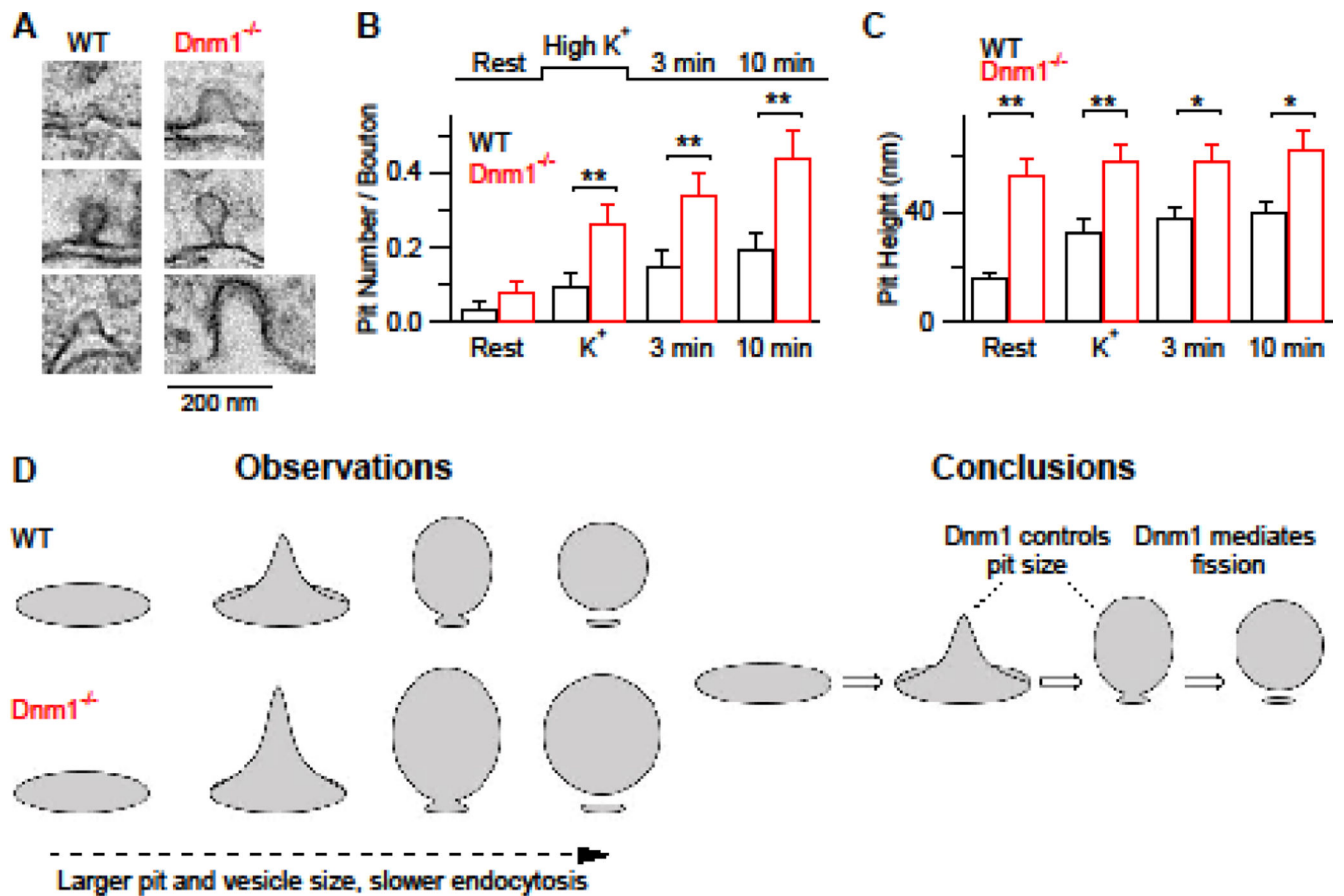 A
WT Dnm1-/-
200 nm
B
Rest High K+ 3 min 10 min
** ** **
WT
Dnm1-/-
Pit Number / Bouton
0.4
0.2
0.0
Rest K+ 3 min 10 min
C
WT
Dnm1-/-
** ** * *
Pit Height (nm)
40
0
Rest K+ 3 min 10 min
D
Observations
WT
Dnm1-/-
Larger pit and vesicle size, slower endocytosis
Conclusions
Dnm1 controls
pit size
Dnm1 mediates
fission